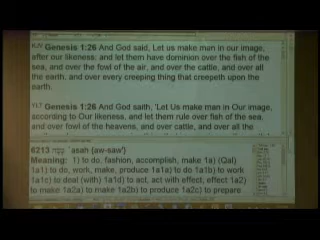 KJV Genesis 1:26 And God said, Let us make man in our image,
after our likeness: and let them have dominion over the fish of the
sea, and over the fowl of the air, and over the cattle, and over all
the earth, and over every creeping thing that creepeth upon the
earth.
YLT Genesis 1:26 And God saith, 'Let Us make man in Our image,
according to Our likeness, and let them rule over fish of the sea,
and over fowl of the heavens, and over cattle, and over all the
6213 עָשָׂה `asah {aw-saw'}
Meaning: 1) to do, fashion, accomplish, make 1a) (Qal)
1a1) to do, work, make, produce 1a1a) to do 1a1b) to work
1a1c) to deal (with) 1a1d) to act, act with effect, effect 1a2)
to make 1a2a) to make 1a2b) to produce 1a2c) to prepare